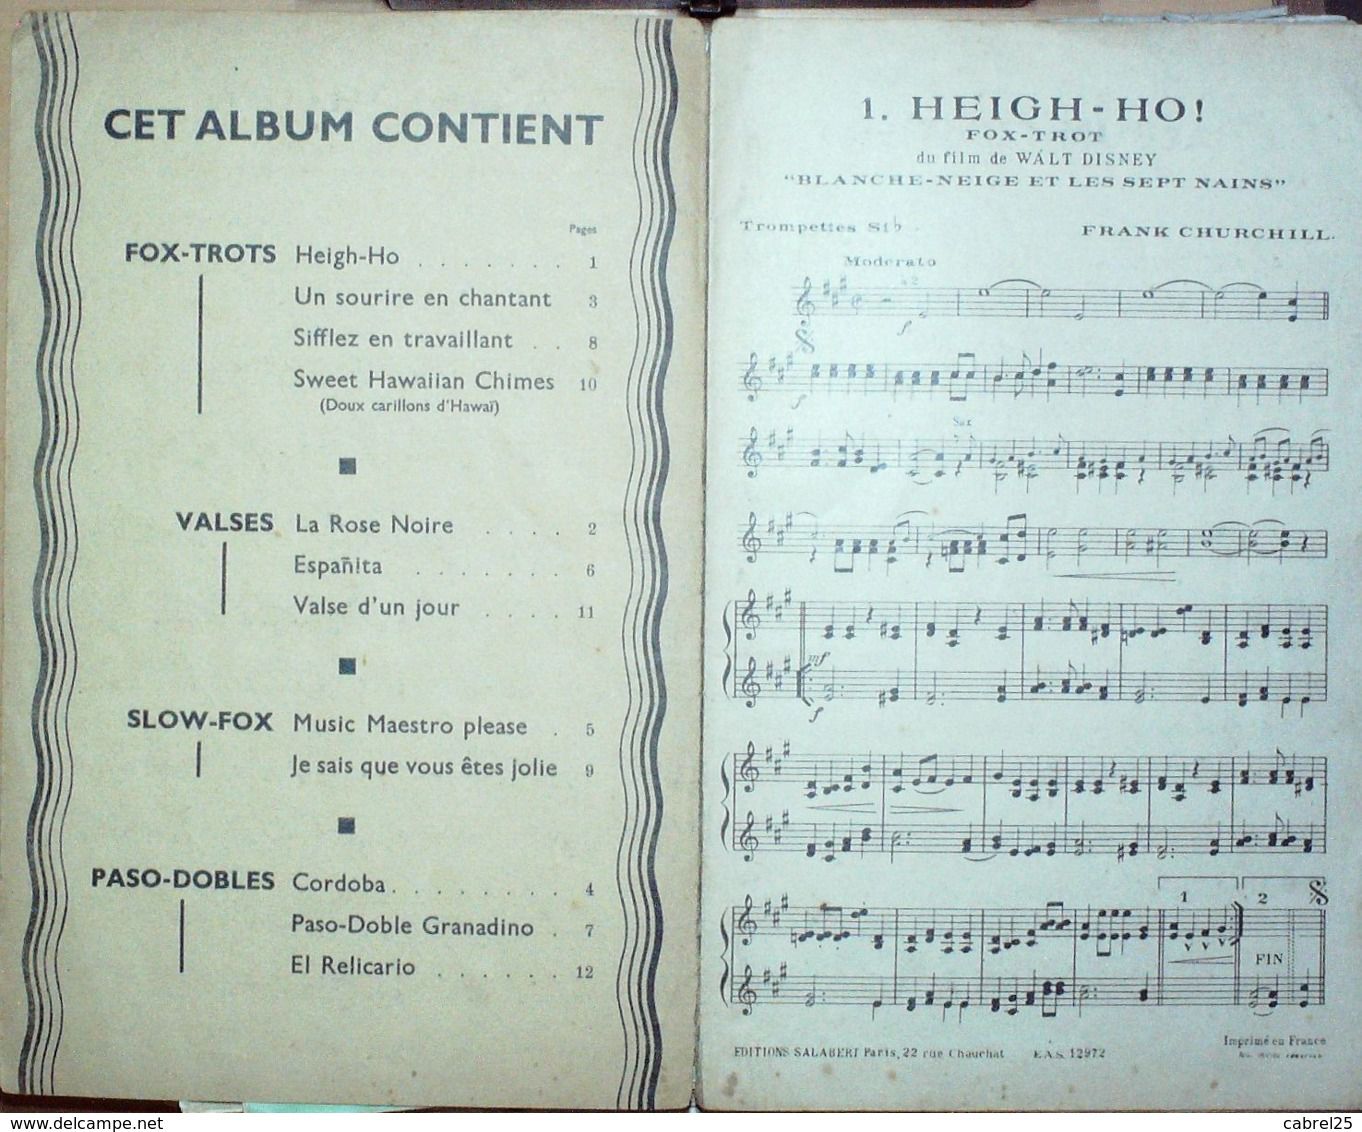 CET ALBUM CONTIENT
Pages
FOX-TROTS Heigh-Ho . . . . . . . 1
Un sourire en chantant 3
Sifflez en travaillant . . 8
Sweet Hawaiian Chimes 10
(Doux carillons d'Hawaï)
VALSES La Rose Noire . . . . 2
Españita . . . . . . . 6
Valse d'un jour . . . . 11
SLOW-FOX Music Maestro please . 5
Je sais que vous êtes jolie 9
PASO-DOBLES Cordoba . . . . . . . . 4
Paso-Doble Granadino . 7
El Relicario . . . . . . 12
1. HEIGH-HO!
FOX-TROT
du film de WALT DISNEY
"BLANCHE-NEIGE ET LES SEPT NAINS"
Trompettes Si♭
FRANK CHURCHILL.
Moderato
a2
f
f
Sax
mf
f
1 2
FIN
EDITIONS SALABERT Paris, 22 rue Chauchat E.A.S. 12972
Imprimé en France
www.delcampe.net
cabrel25